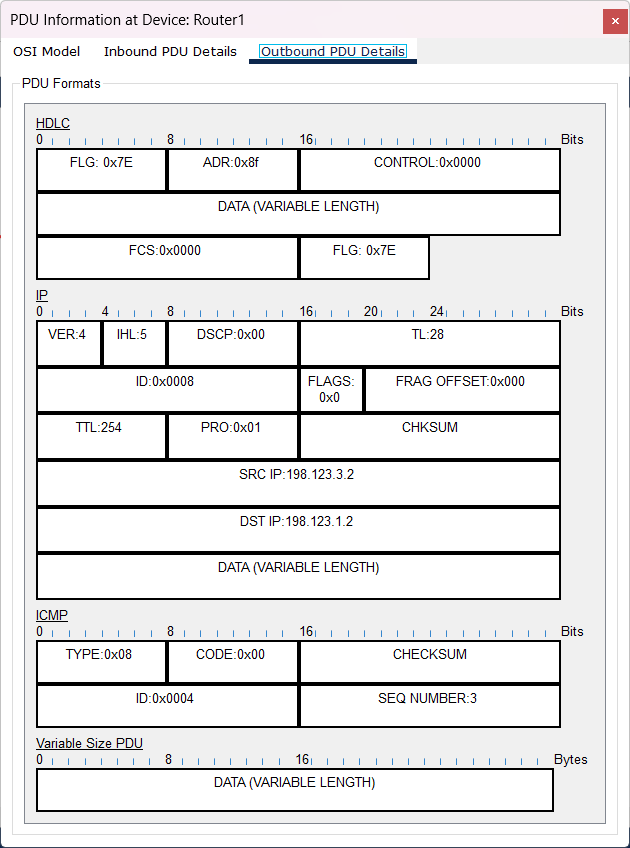 PDU Information at Device: Router1
×
OSI Model Inbound PDU Details Outbound PDU Details
PDU Formats
HDLC
0 8 16 Bits
FLG: 0x7E ADR:0x8f CONTROL:0x0000
DATA (VARIABLE LENGTH)
FCS:0x0000 FLG: 0x7E
IP
0 4 8 16 20 24 Bits
VER:4 IHL:5 DSCP:0x00 TL:28
ID:0x0008 FLAGS: FRAG OFFSET:0x000
0x0
TTL:254 PRO:0x01 CHKSUM
SRC IP:198.123.3.2
DST IP:198.123.1.2
DATA (VARIABLE LENGTH)
ICMP
0 8 16 Bits
TYPE:0x08 CODE:0x00 CHECKSUM
ID:0x0004 SEQ NUMBER:3
Variable Size PDU
0 8 16 Bytes
DATA (VARIABLE LENGTH)